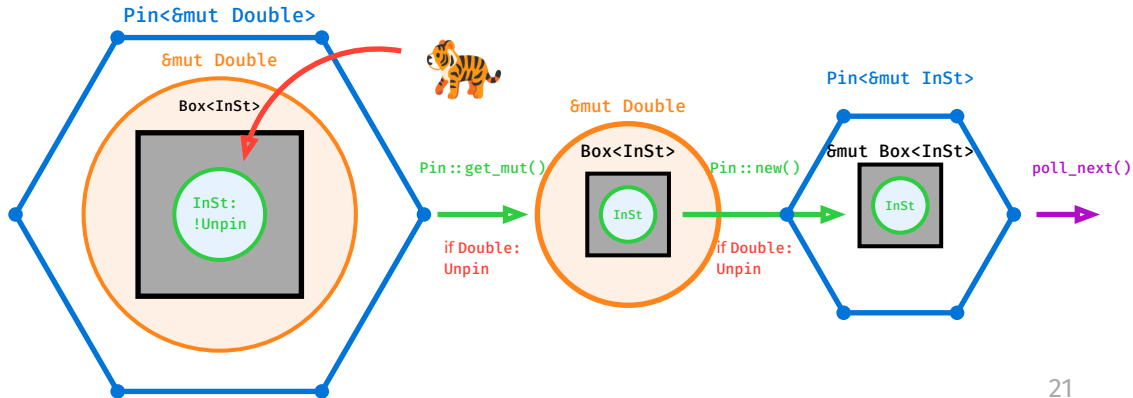 Pin<&mut Double>
&mut Double
Box<InSt>
InSt:
!Unpin
Pin::get_mut()
if Double:
Unpin
&mut Double
Box<InSt>
InSt
Pin::new()
if Double:
Unpin
Pin<&mut InSt>
&mut Box<InSt>
InSt
poll_next()
21